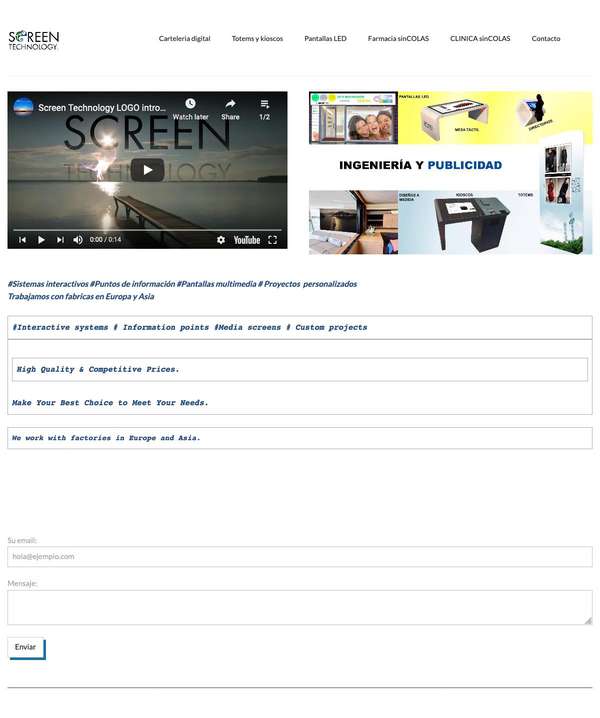 SCREEN
TECHNOLOGY.
Cartelería digital
Totems y kioscos
Pantallas LED
Farmacia sinCOLAS
CLINICA sinCOLAS
Contacto
Screen Technology LOGO intro...
Watch later
Share
1/2
SCREEN
TECHNOLOGY
0:00 / 0:14
YouTube
PANTALLAS LED
MESA TACTIL
DIRECTORIOS
INGENIERÍA Y PUBLICIDAD
DISEÑOS A
MEDIDA
KIOSCOS
TOTEMS
#Sistemas interactivos #Puntos de información #Pantallas multimedia # Proyectos personalizados
Trabajamos con fabricas en Europa y Asia
#Interactive systems # Information points #Media screens # Custom projects
High Quality & Competitive Prices.
Make Your Best Choice to Meet Your Needs.
We work with factories in Europe and Asia.
Su email:
hola@ejemplo.com
Mensaje:
Enviar